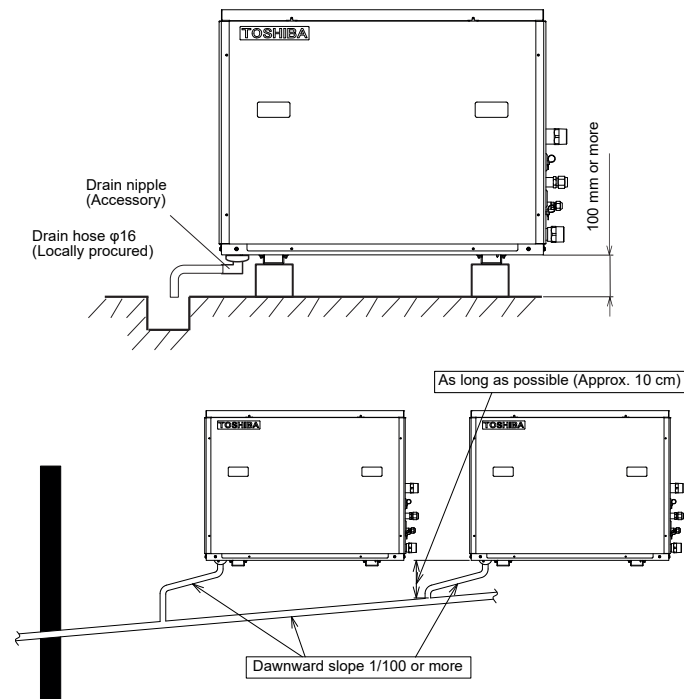 TOSHIBA
100 mm or more
Drain nipple
(Accessory)
Drain hose φ16
(Locally procured)
As long as possible (Approx. 10 cm)
TOSHIBA
TOSHIBA
Dawnward slope 1/100 or more